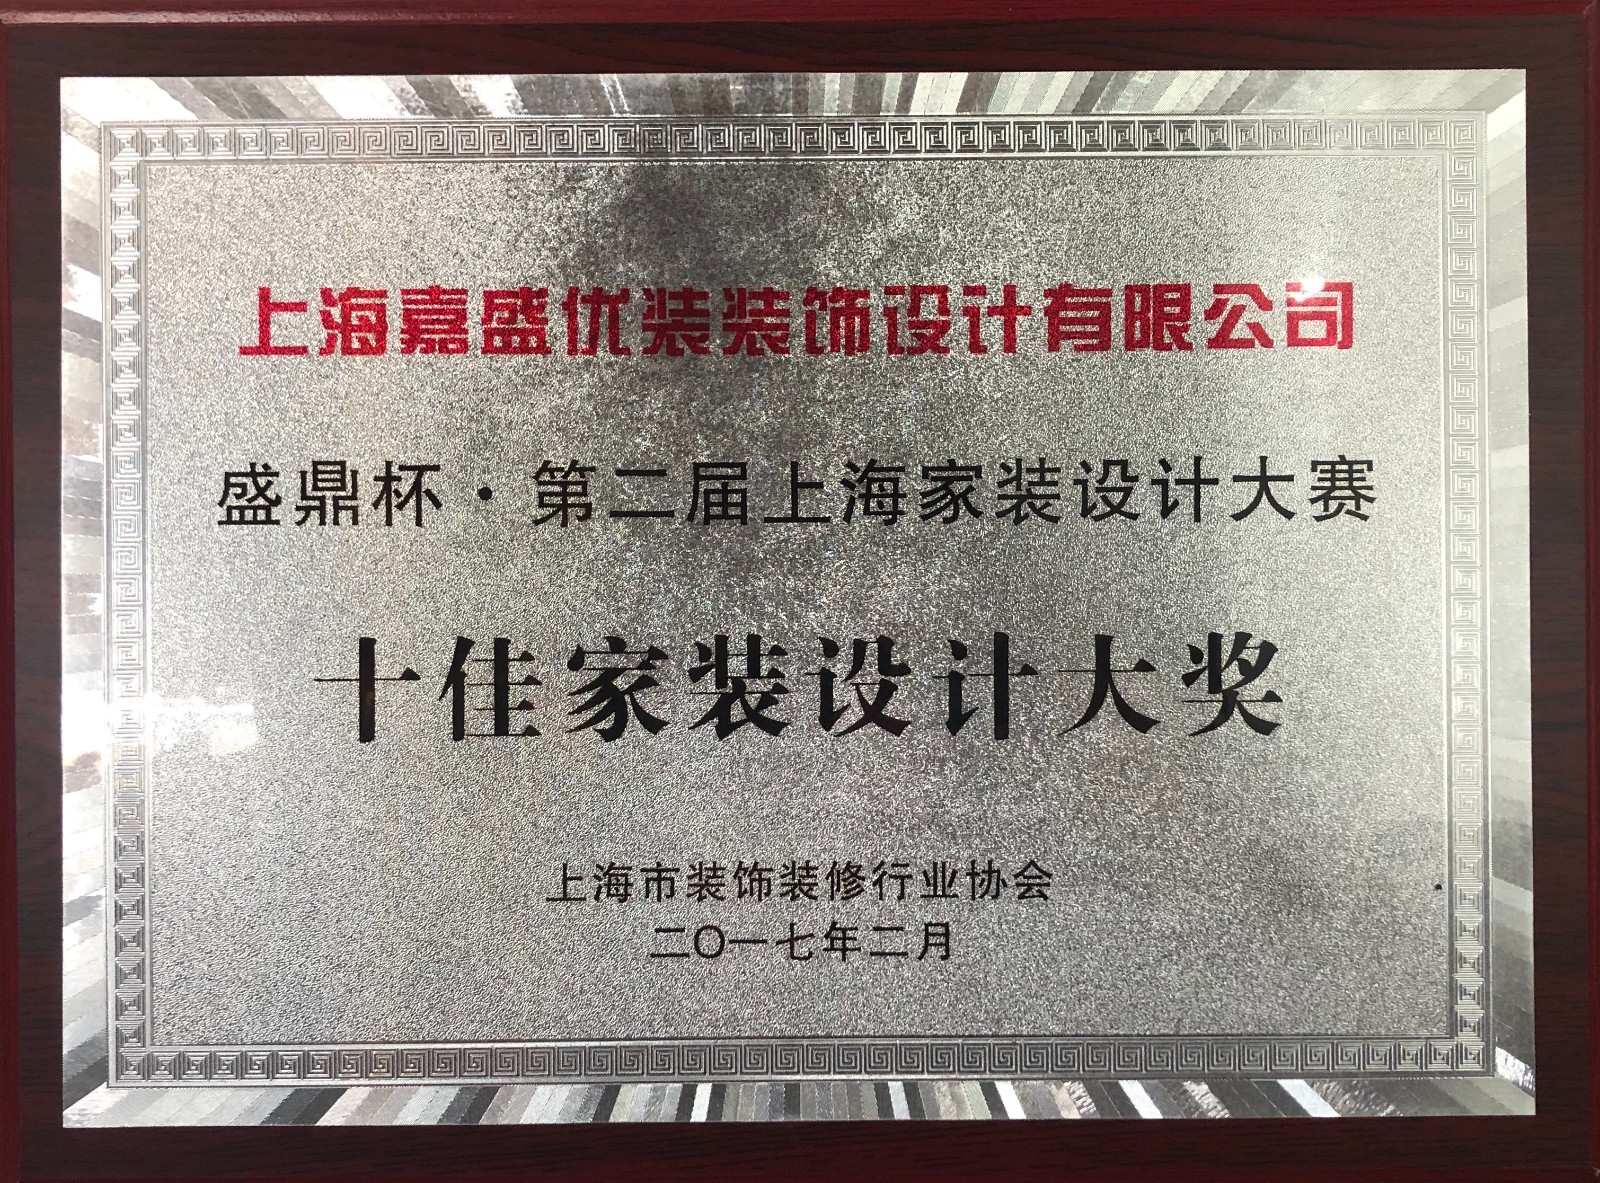 上海嘉盛优装装饰设计有限公司
盛鼎杯·第二届上海家装设计大赛
十佳家装设计大奖
上海市装饰装修行业协会
二〇一七年二月